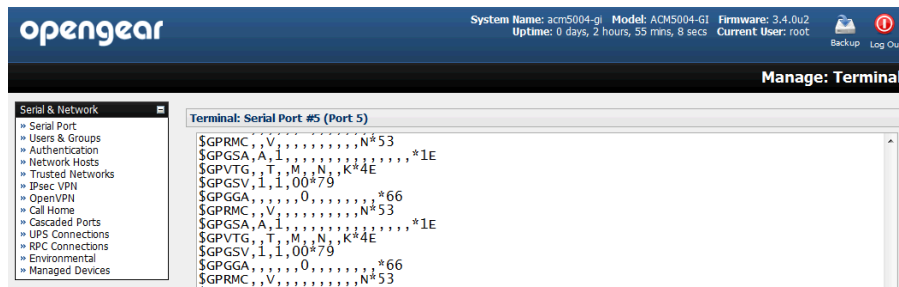 opengear
System Name: acm5004-gi Model: ACM5004-GI Firmware: 3.4.0u2
Uptime: 0 days, 2 hours, 55 mins, 8 secs Current User: root
Backup
Log Ou
Manage: Terminal
Serial & Network
» Serial Port
» Users & Groups
» Authentication
» Network Hosts
» Trusted Networks
» IPsec VPN
» OpenVPN
» Call Home
» Cascaded Ports
» UPS Connections
» RPC Connections
» Environmental
» Managed Devices
Terminal: Serial Port #5 (Port 5)
$GPRMC,,V,,,,,,,,,,N*53
$GPGSA,A,1,,,,,,,,,,,,,,,*1E
$GPVTG,,T,,M,,N,,K*4E
$GPGSV,1,1,00*79
$GPGGA,,,,,,0,,,,,,,,*66
$GPRMC,,V,,,,,,,,,,N*53
$GPGSA,A,1,,,,,,,,,,,,,,,*1E
$GPVTG,,T,,M,,N,,K*4E
$GPGSV,1,1,00*79
$GPGGA,,,,,,0,,,,,,,,*66
$GPRMC,,V,,,,,,,,,,N*53